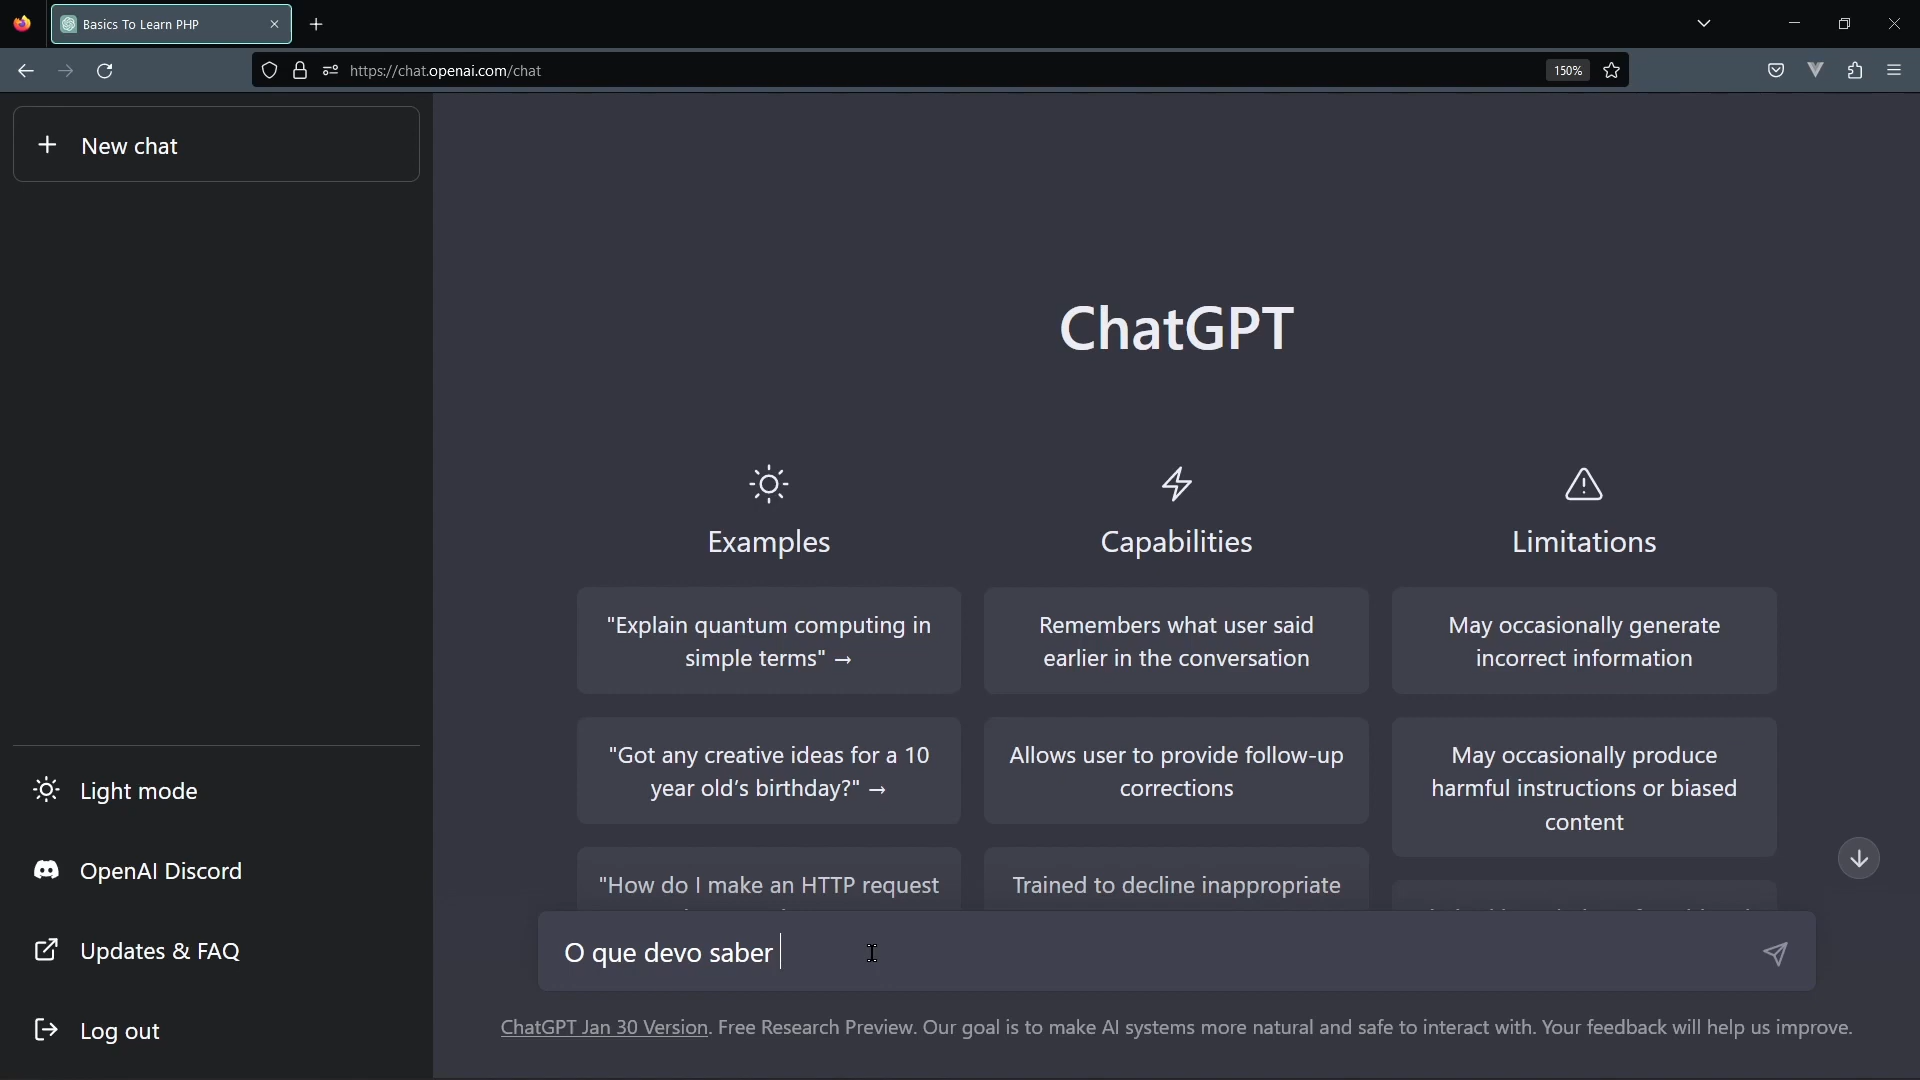 Basics To Learn PHP
https://chat.openai.com/chat
150%
New chat
ChatGPT
Examples
Capabilities
Limitations
"Explain quantum computing in
simple terms" →
Remembers what user said
earlier in the conversation
May occasionally generate
incorrect information
"Got any creative ideas for a 10
year old's birthday?" →
Allows user to provide follow-up
corrections
May occasionally produce
harmful instructions or biased
content
"How do I make an HTTP request
Trained to decline inappropriate
Light mode
OpenAI Discord
Updates & FAQ
Log out
O que devo saber
ChatGPT Jan 30 Version. Free Research Preview. Our goal is to make AI systems more natural and safe to interact with. Your feedback will help us improve.